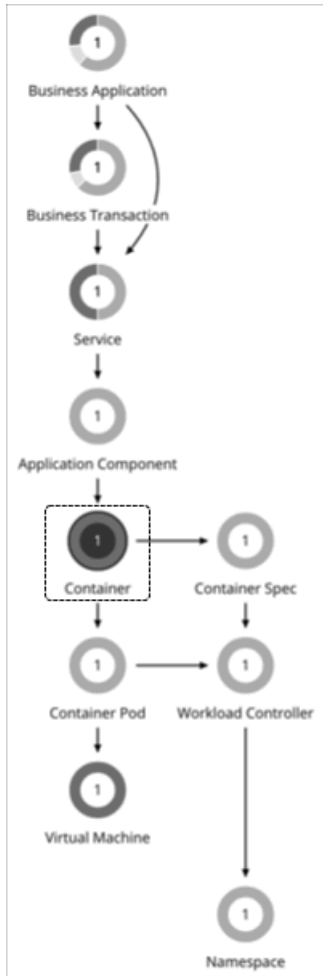 1
Business Application
1
Business Transaction
1
Service
1
Application Component
1
Container
1
Container Spec
1
Container Pod
1
Workload Controller
1
Virtual Machine
1
Namespace